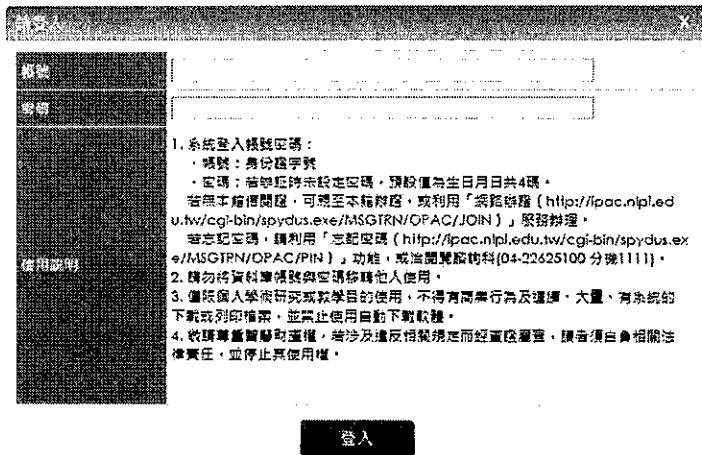 請登入 X
帳號
密碼
使用說明
1. 系統登入帳號密碼：
・帳號：身份證字號
・密碼：若辦証時未設定密碼，預設值為生日月日共4碼。
若無本館借閱證，可親至本館辦證，或利用「網路辦證（http://ipac.nlpi.ed
u.tw/cgi-bin/spydus.exe/MSGTRN/OPAC/JOIN）」服務辦理。
若忘記密碼，請利用「忘記密碼（http://ipac.nlpi.edu.tw/cgi-bin/spydus.ex
e/MSGTRN/OPAC/PIN）」功能，或洽閱覽諮詢科(04-22625100 分機1111)。
2. 請勿將資料庫帳號與密碼移轉他人使用。
3. 僅限個人學術研究或教學目的使用，不得有商業行為及連續、大量、有系統的
下載或列印檔案，並禁止使用自動下載軟體。
4. 敬請尊重智慧財產權，若涉及違反相關規定而經查證屬實，讀者須自負相關法
律責任，並停止其使用權。
登入